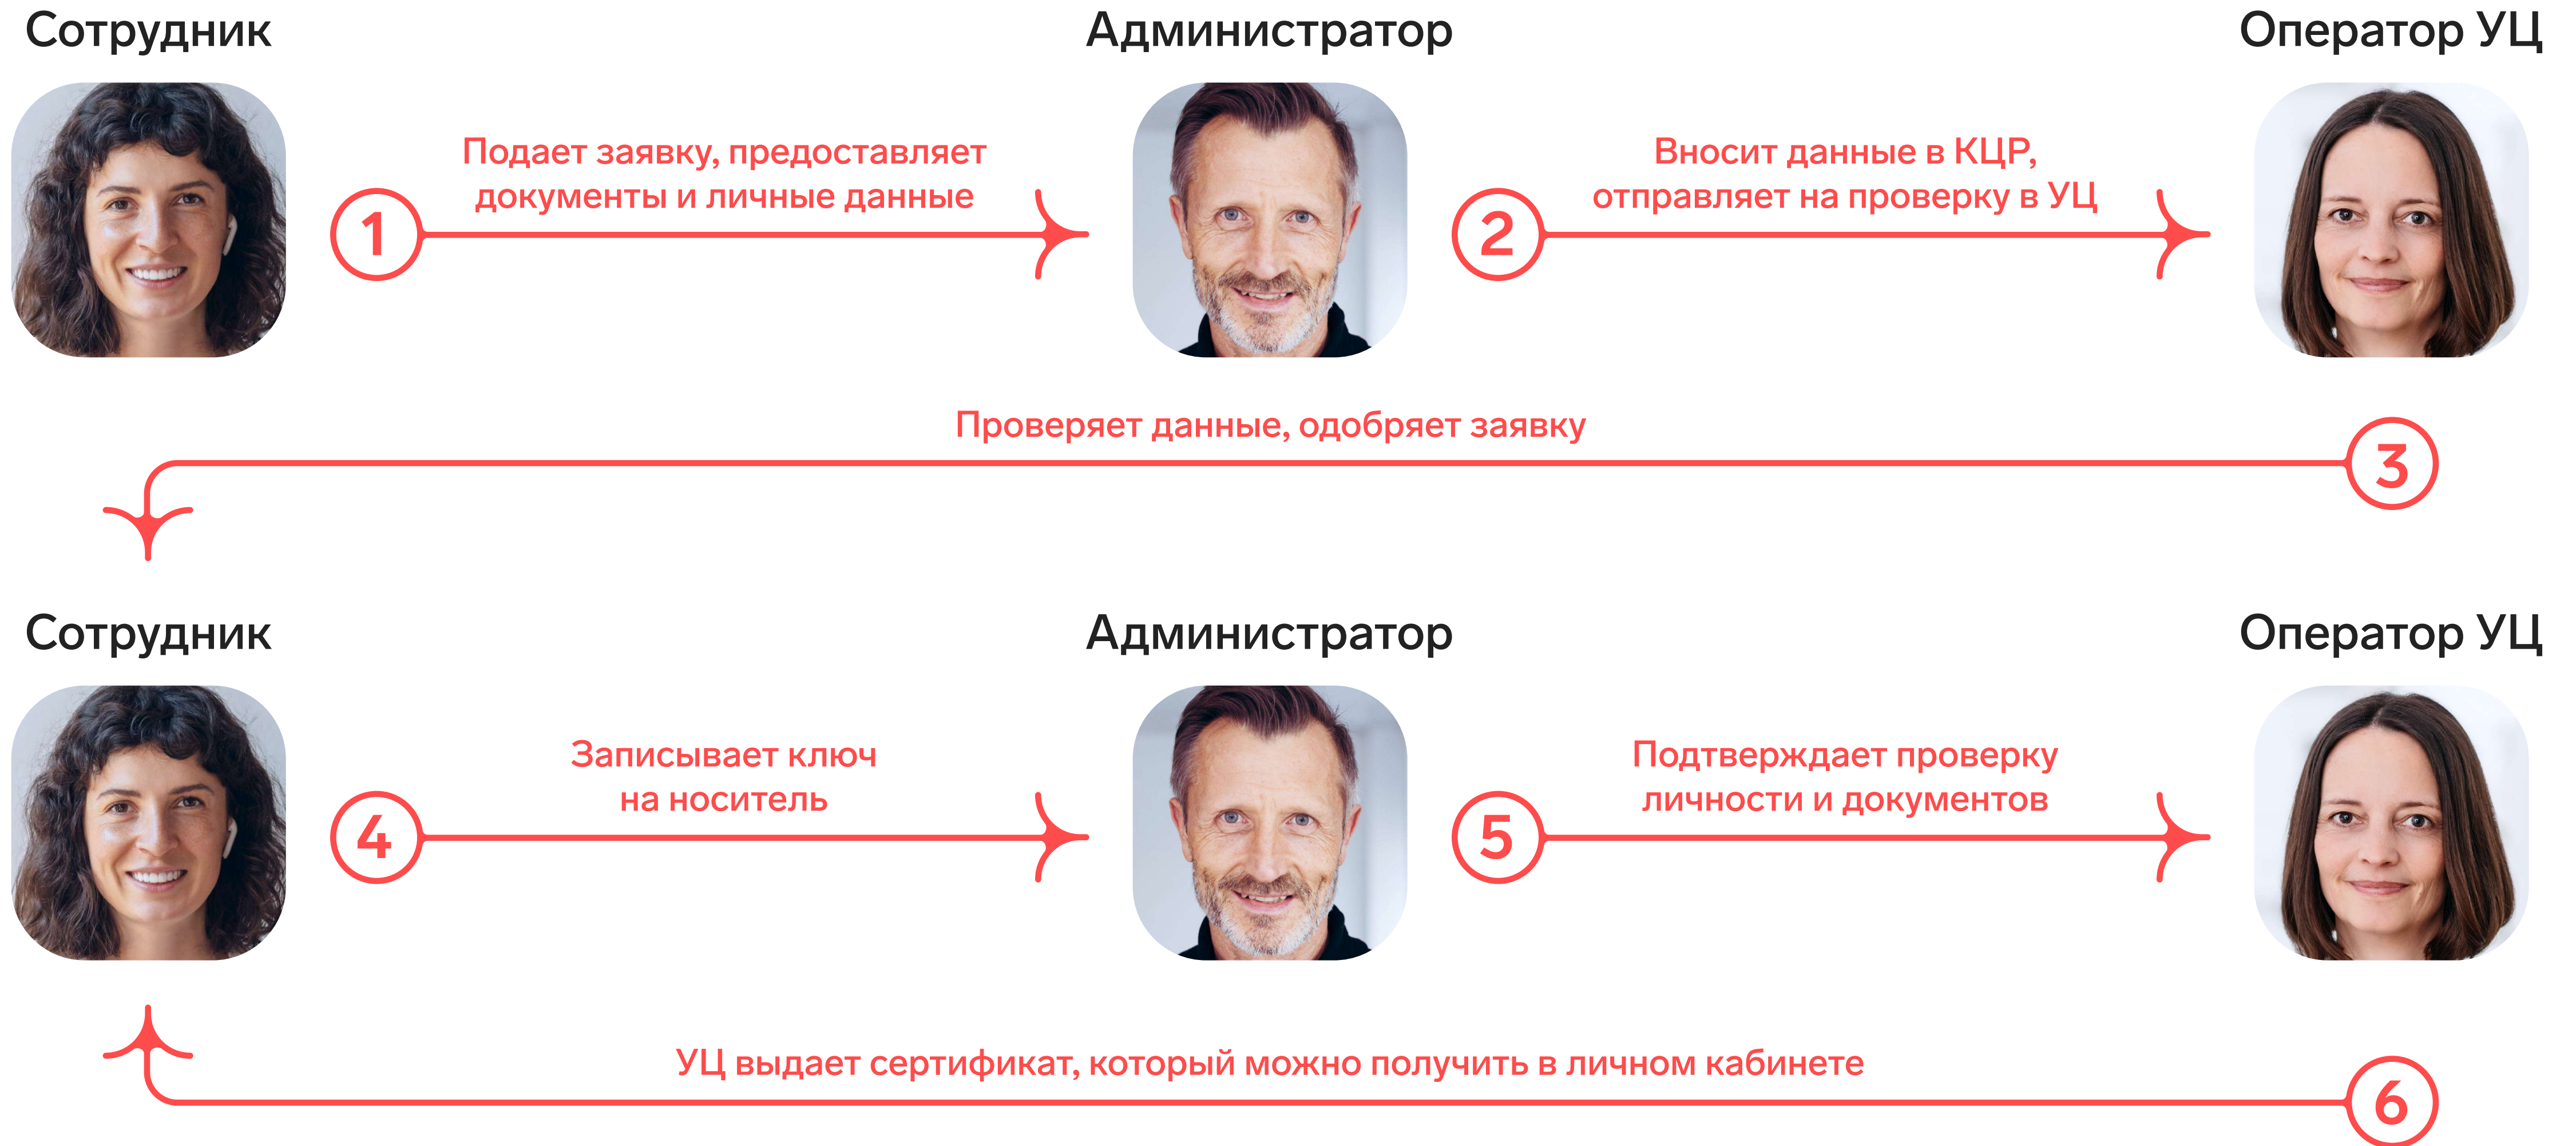 Сотрудник
Администратор
Оператор УЦ
1
Подает заявку, предоставляет
документы и личные данные
2
Вносит данные в КЦР,
отправляет на проверку в УЦ
Проверяет данные, одобряет заявку
3
Сотрудник
Администратор
Оператор УЦ
4
Записывает ключ
на носитель
5
Подтверждает проверку
личности и документов
УЦ выдает сертификат, который можно получить в личном кабинете
6